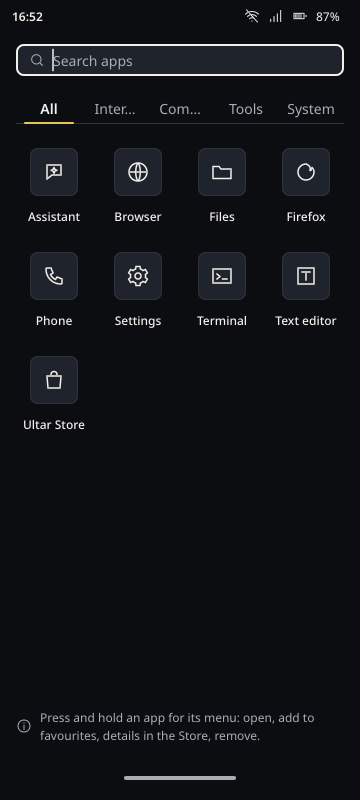 16:52
87%
Search apps
All
Inter...
Com...
Tools
System
Assistant
Browser
Files
Firefox
Phone
Settings
Terminal
Text editor
Ultar Store
Press and hold an app for its menu: open, add to
favourites, details in the Store, remove.